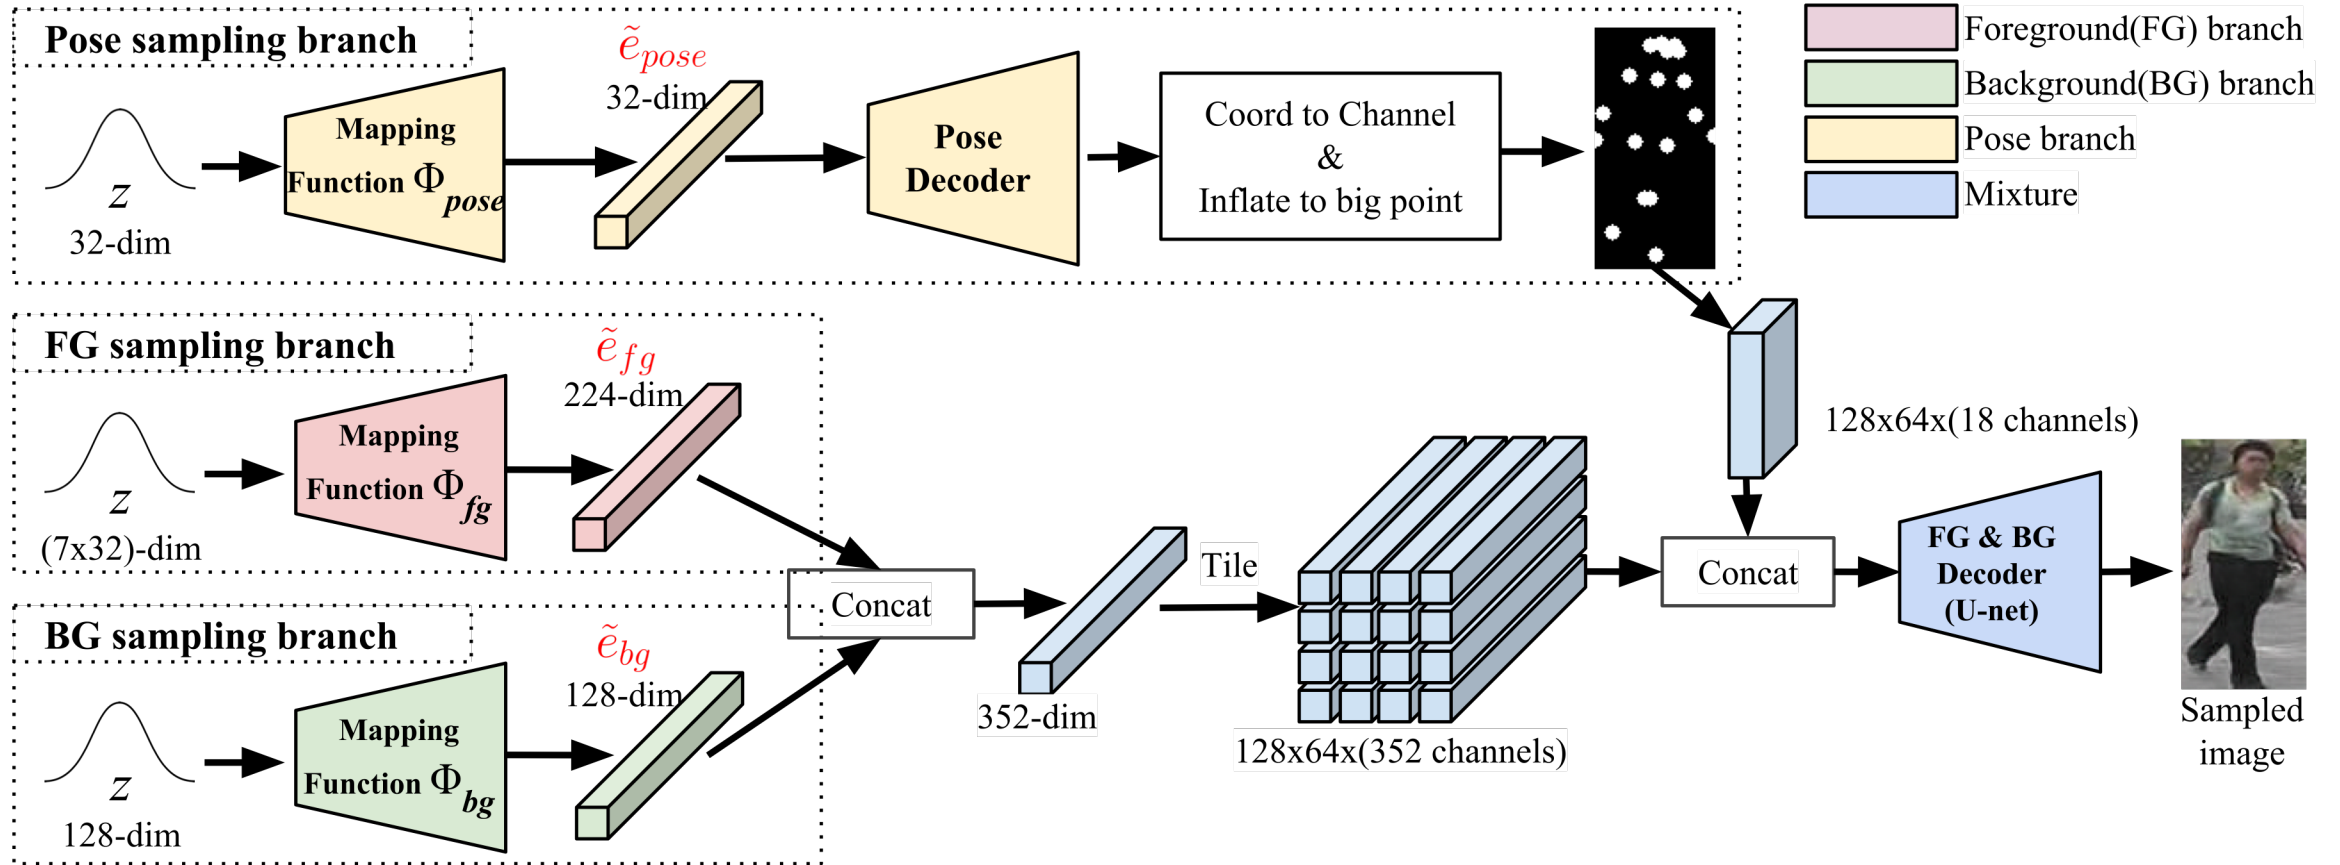 Pose sampling branch
z
32-dim
Mapping
Function Φpose
ẽpose
32-dim
Pose
Decoder
Coord to Channel
&
Inflate to big point
Foreground(FG) branch
Background(BG) branch
Pose branch
Mixture
FG sampling branch
z
(7x32)-dim
Mapping
Function Φfg
ẽfg
224-dim
BG sampling branch
z
128-dim
Mapping
Function Φbg
ẽbg
128-dim
Concat
352-dim
Tile
128x64x(352 channels)
128x64x(18 channels)
Concat
FG & BG
Decoder
(U-net)
Sampled
image